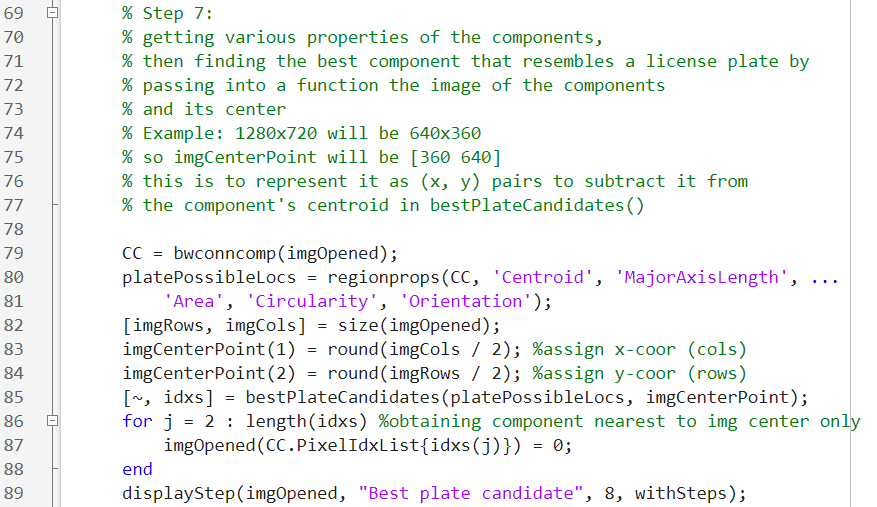 69 % Step 7:
70 % getting various properties of the components,
71 % then finding the best component that resembles a license plate by
72 % passing into a function the image of the components
73 % and its center
74 % Example: 1280x720 will be 640x360
75 % so imgCenterPoint will be [360 640]
76 % this is to represent it as (x, y) pairs to subtract it from
77 % the component's centroid in bestPlateCandidates()
78
79 CC = bwconncomp(imgOpened);
80 platePossibleLocs = regionprops(CC, 'Centroid', 'MajorAxisLength', ...
81 'Area', 'Circularity', 'Orientation');
82 [imgRows, imgCols] = size(imgOpened);
83 imgCenterPoint(1) = round(imgCols / 2); %assign x-coor (cols)
84 imgCenterPoint(2) = round(imgRows / 2); %assign y-coor (rows)
85 [~, idxs] = bestPlateCandidates(platePossibleLocs, imgCenterPoint);
86 for j = 2 : length(idxs) %obtaining component nearest to img center only
87 imgOpened(CC.PixelIdxList{idxs(j)}) = 0;
88 end
89 displayStep(imgOpened, "Best plate candidate", 8, withSteps);